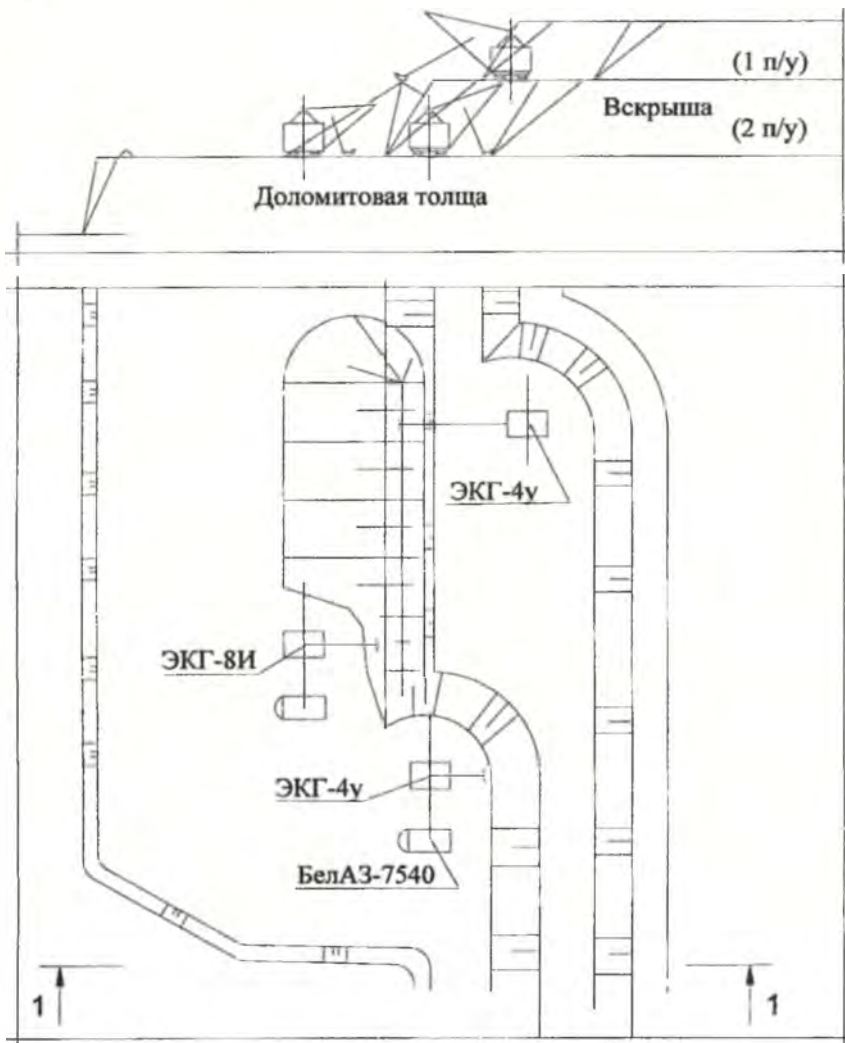 (1 п/у)
Вскрыша
(2 п/у)
Доломитовая толща
ЭКГ-4у
ЭКГ-8И
ЭКГ-4у
БелАЗ-7540
1 1